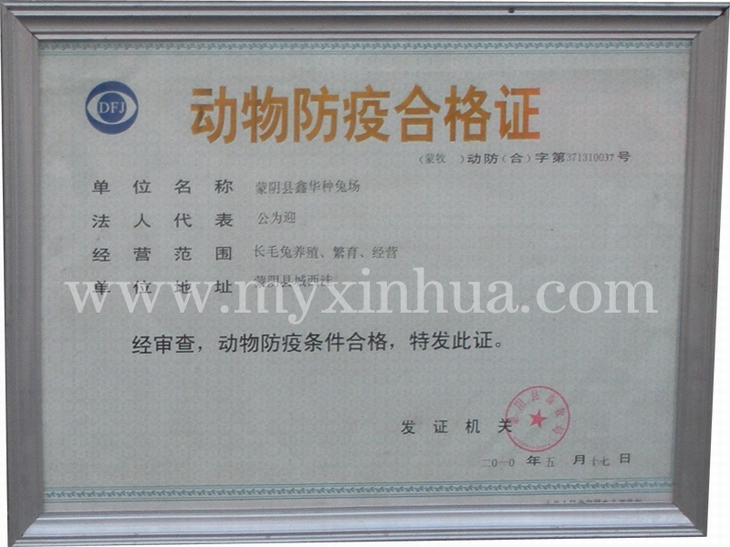 DFJ
动物防疫合格证
(蒙牧 )动防(合)字第371310037号
单位名称 蒙阴县鑫华种兔场
法人代表 公为迎
经营范围 长毛兔养殖、繁育、经营
单位地址 蒙阴县城西洼
www.myxinhua.com
经审查，动物防疫条件合格，特发此证。
发证机关
二〇一〇年五月十七日